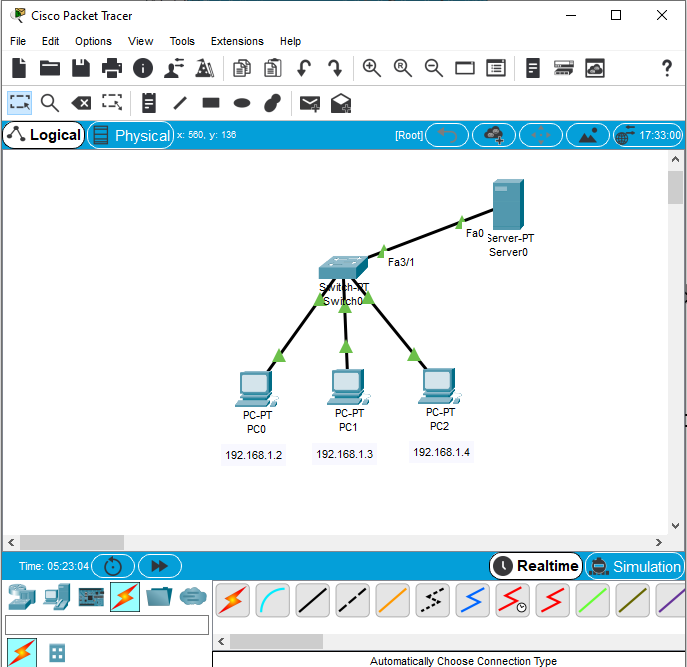 Cisco Packet Tracer
File Edit Options View Tools Extensions Help
Logical Physical x: 560, y: 136 [Root] 17:33:00
Fa0
Server-PT
Server0
Fa3/1
Switch-PT
Switch0
PC-PT PC-PT PC-PT
PC0 PC1 PC2
192.168.1.2 192.168.1.3 192.168.1.4
Time: 05:23:04 Realtime Simulation
Automatically Choose Connection Type